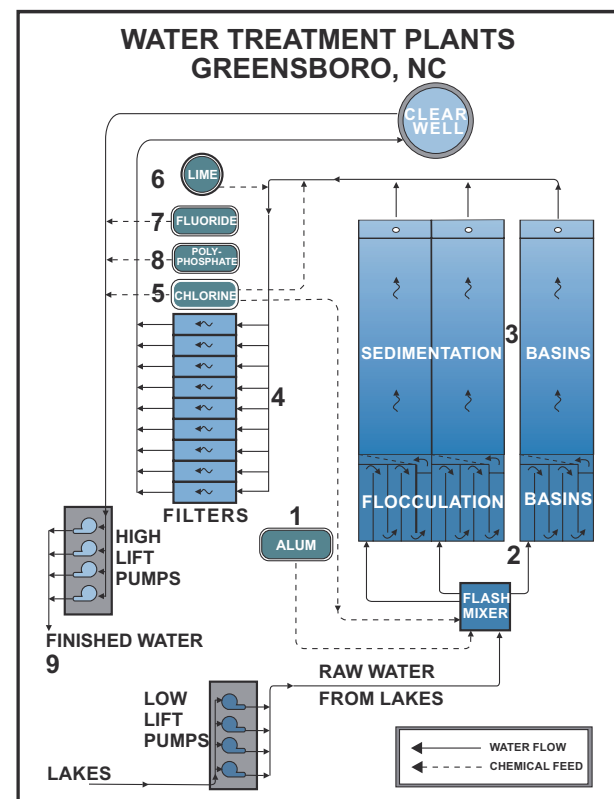 WATER TREATMENT PLANTS
GREENSBORO, NC
CLEAR
WELL
6
LIME
7
FLUORIDE
8
POLY-
PHOSPHATE
5
CHLORINE
3
SEDIMENTATION
BASINS
4
FLOCCULATION
BASINS
FILTERS
1
ALUM
2
HIGH
LIFT
PUMPS
FLASH
MIXER
FINISHED WATER
9
RAW WATER
FROM LAKES
LOW
LIFT
PUMPS
LAKES
WATER FLOW
CHEMICAL FEED